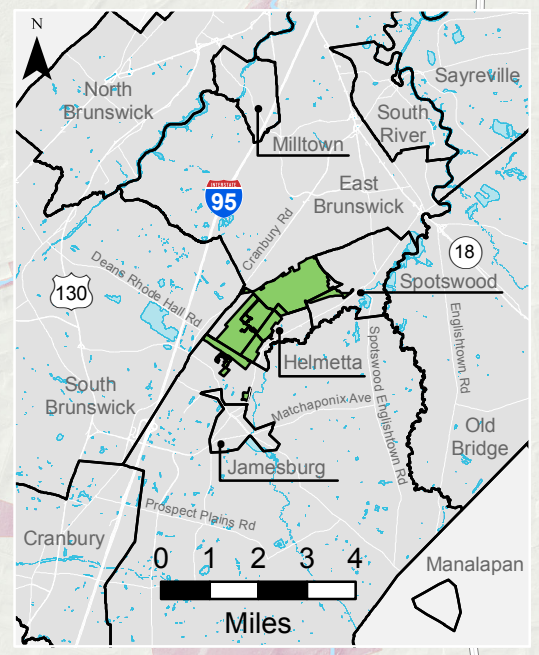 N
North
Brunswick
Sayreville
South
River
Milltown
INTERSTATE
95
East
Brunswick
Cranbury Rd
18
Deans Rhode Hall Rd
130
Spotswood
Englishtown Rd
Spotswood Englishtown Rd
Helmetta
South
Brunswick
Matchaponix Ave
Old
Bridge
Jamesburg
Prospect Plains Rd
Cranbury
0 1 2 3 4
Miles
Manalapan